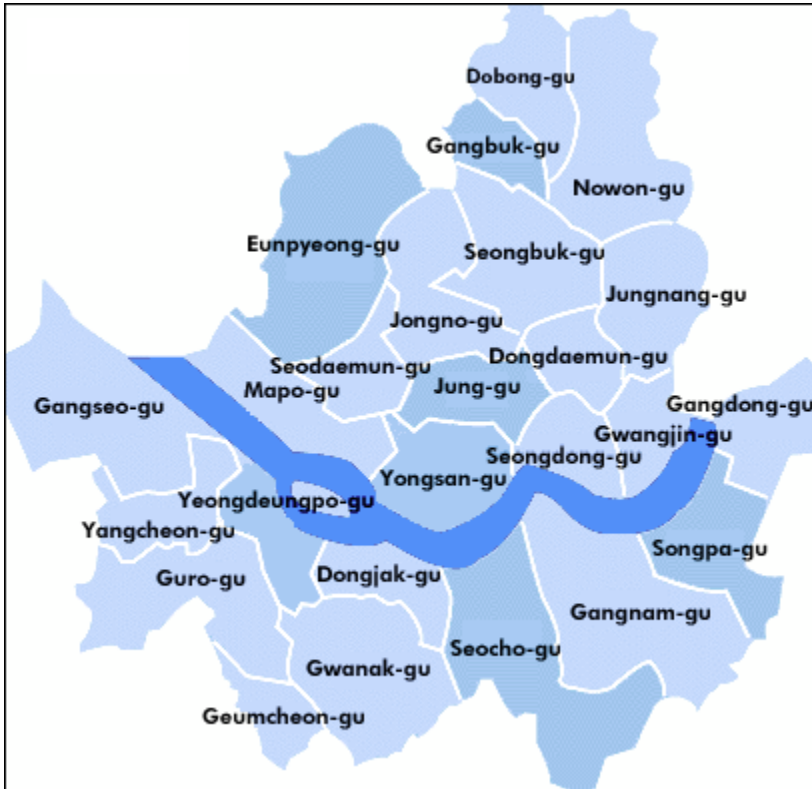 Dobong-gu
Gangbuk-gu
Nowon-gu
Eunpyeong-gu
Seongbuk-gu
Jungnang-gu
Jongno-gu
Dongdaemun-gu
Seodaemun-gu
Mapo-gu
Jung-gu
Gangseo-gu
Gangdong-gu
Gwangjin-gu
Seongdong-gu
Yongsan-gu
Yeongdeungpo-gu
Yangcheon-gu
Songpa-gu
Guro-gu
Dongjak-gu
Gangnam-gu
Seocho-gu
Gwanak-gu
Geumcheon-gu